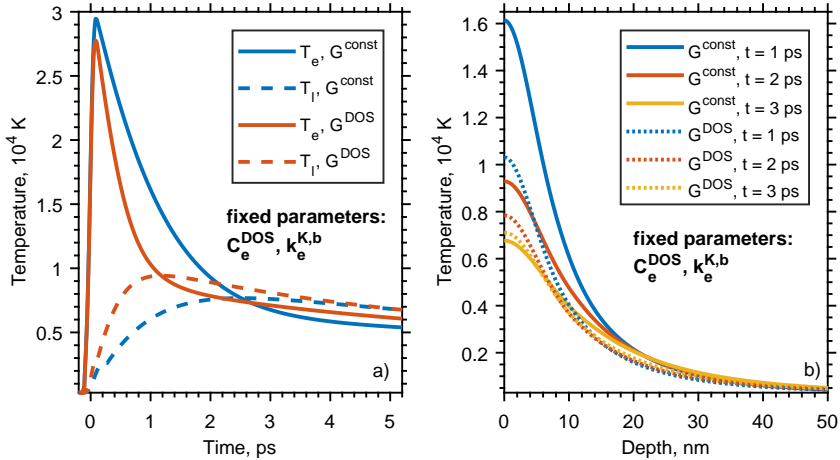 3
2.5
2
1.5
1
0.5
Temperature, 10^4 K
0 1 2 3 4 5
Time, ps
T_e, G^const
T_l, G^const
T_e, G^DOS
T_l, G^DOS
fixed parameters:
C_e^DOS, k_e^K,b
a)
1.6
1.4
1.2
1
0.8
0.6
0.4
0.2
Temperature, 10^4 K
0 10 20 30 40 50
Depth, nm
G^const, t = 1 ps
G^const, t = 2 ps
G^const, t = 3 ps
G^DOS, t = 1 ps
G^DOS, t = 2 ps
G^DOS, t = 3 ps
fixed parameters:
C_e^DOS, k_e^K,b
b)